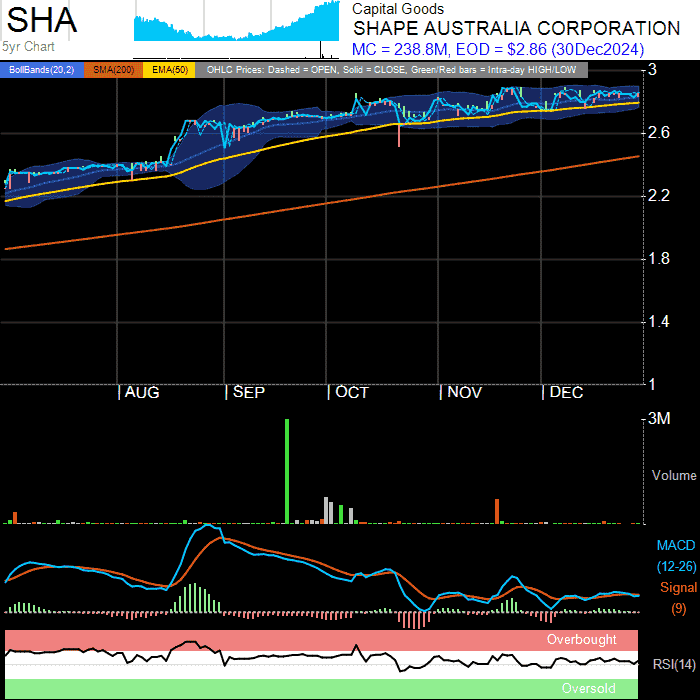 SHA
5yr Chart
Capital Goods
SHAPE AUSTRALIA CORPORATION
MC = 238.8M, EOD = $2.86 (30Dec2024)
BollBands(20,2) SMA(200) EMA(50) OHLC Prices: Dashed = OPEN, Solid = CLOSE, Green/Red bars = Intra-day HIGH/LOW
3
2.6
2.2
1.8
1.4
1
AUG SEP OCT NOV DEC
3M
Volume
MACD
(12-26)
Signal
(9)
Overbought
RSI(14)
Oversold